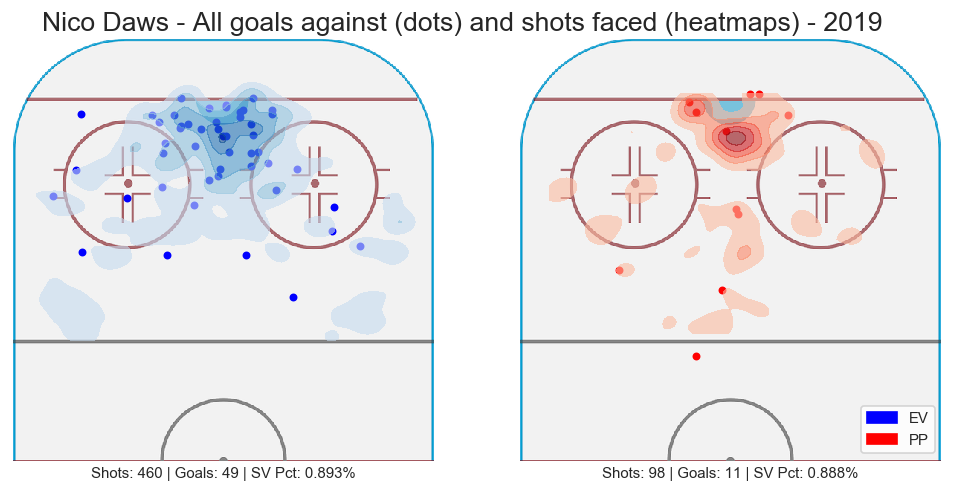 Nico Daws - All goals against (dots) and shots faced (heatmaps) - 2019
EV
PP
Shots: 460 | Goals: 49 | SV Pct: 0.893%
Shots: 98 | Goals: 11 | SV Pct: 0.888%